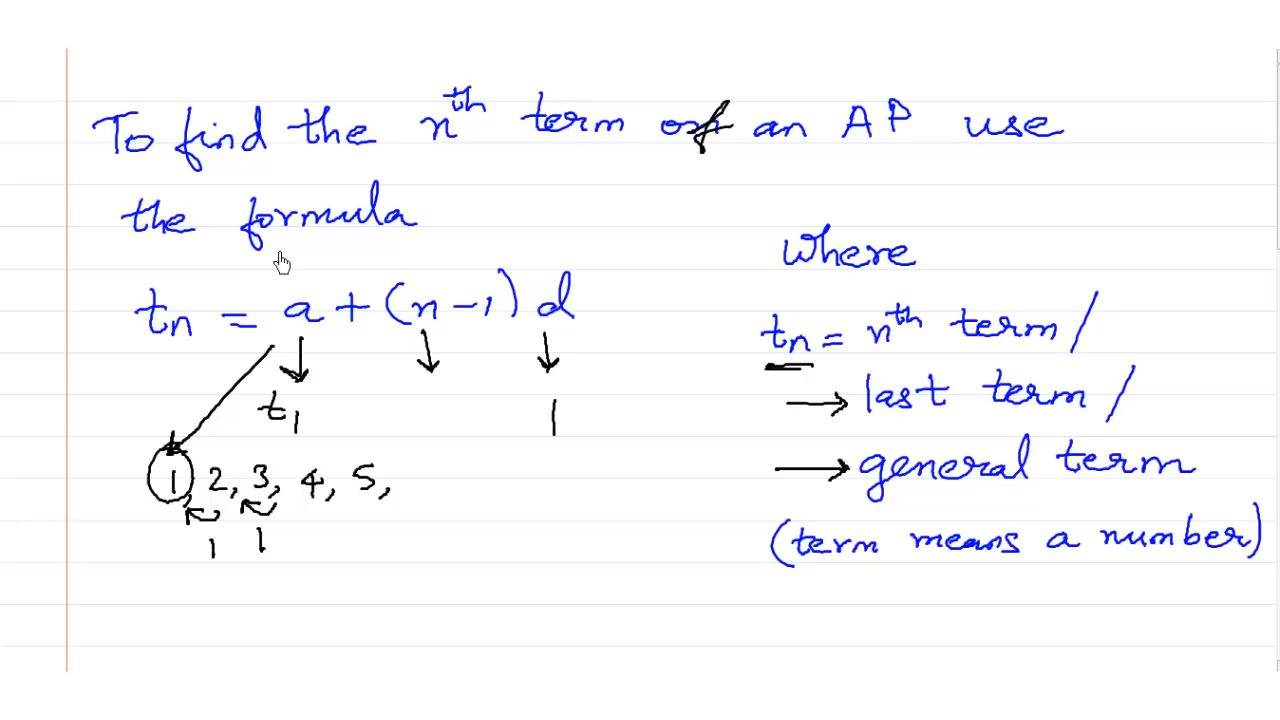 To find the nth term of an AP use
the formula
where
tn = a + (n - 1) d
tn = nth term /
t1
1
→ last term /
1 2, 3, 4, 5,
→ general term
1 1
(term means a number)